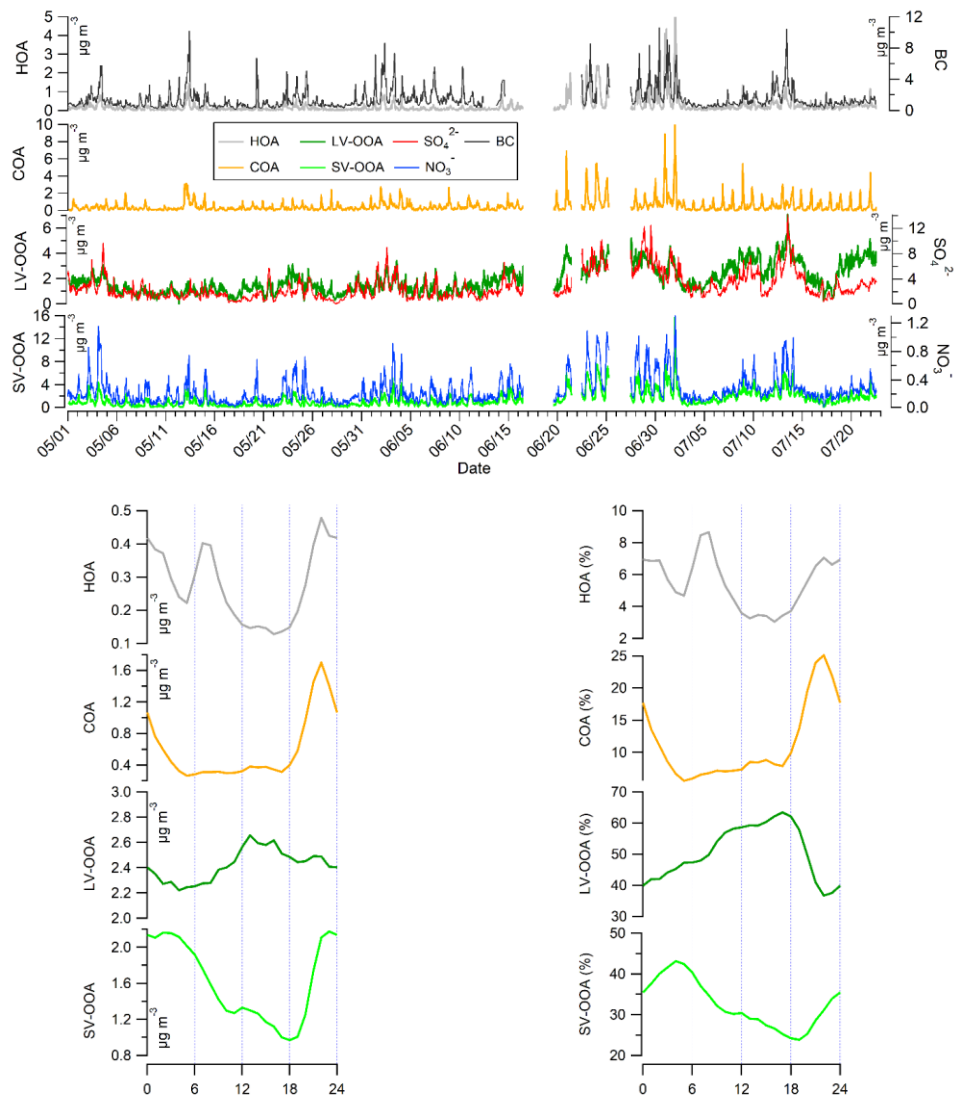 HOA
5
4
3
2
1
0
µg m⁻³
12
8
4
0
µg m⁻³
BC
COA
10
8
6
4
2
0
µg m⁻³
HOA LV-OOA SO₄²⁻ BC
COA SV-OOA NO₃⁻
LV-OOA
6
4
2
0
µg m⁻³
12
8
4
0
µg m⁻³
SO₄²⁻
SV-OOA
16
12
8
4
0
µg m⁻³
1.2
0.8
0.4
0.0
µg m⁻³
NO₃⁻
05/01 05/06 05/11 05/16 05/21 05/26 05/31 06/05 06/10 06/15 06/20 06/25 06/30 07/05 07/10 07/15 07/20
Date
HOA
0.5
0.4
0.3
0.2
0.1
µg m⁻³
COA
1.6
1.2
0.8
0.4
µg m⁻³
LV-OOA
3.0
2.8
2.6
2.4
2.2
2.0
µg m⁻³
SV-OOA
2.0
1.6
1.2
0.8
µg m⁻³
0 6 12 18 24
HOA (%)
10
8
6
4
2
COA (%)
25
20
15
10
LV-OOA (%)
70
60
50
40
30
SV-OOA (%)
50
40
30
20
0 6 12 18 24